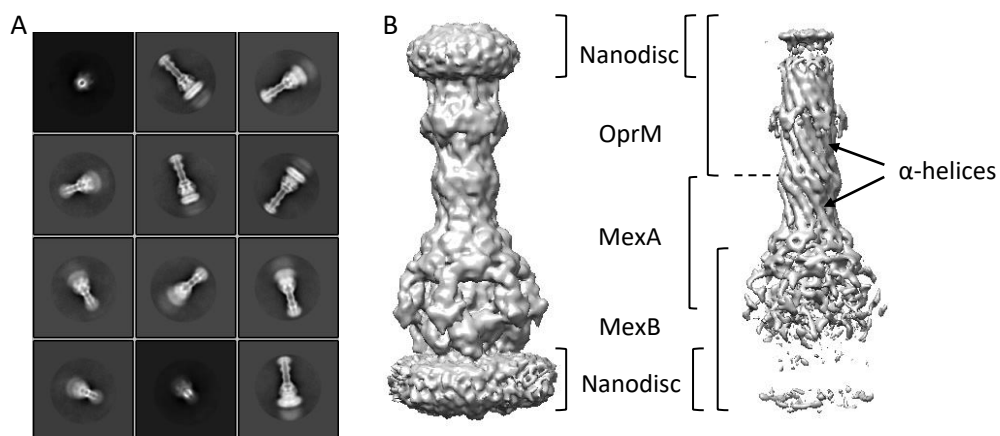 A
B
Nanodisc
OprM
α-helices
MexA
MexB
Nanodisc